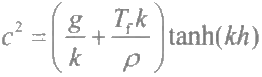 c² = (g/k + T_f k/ρ) tanh(kh)